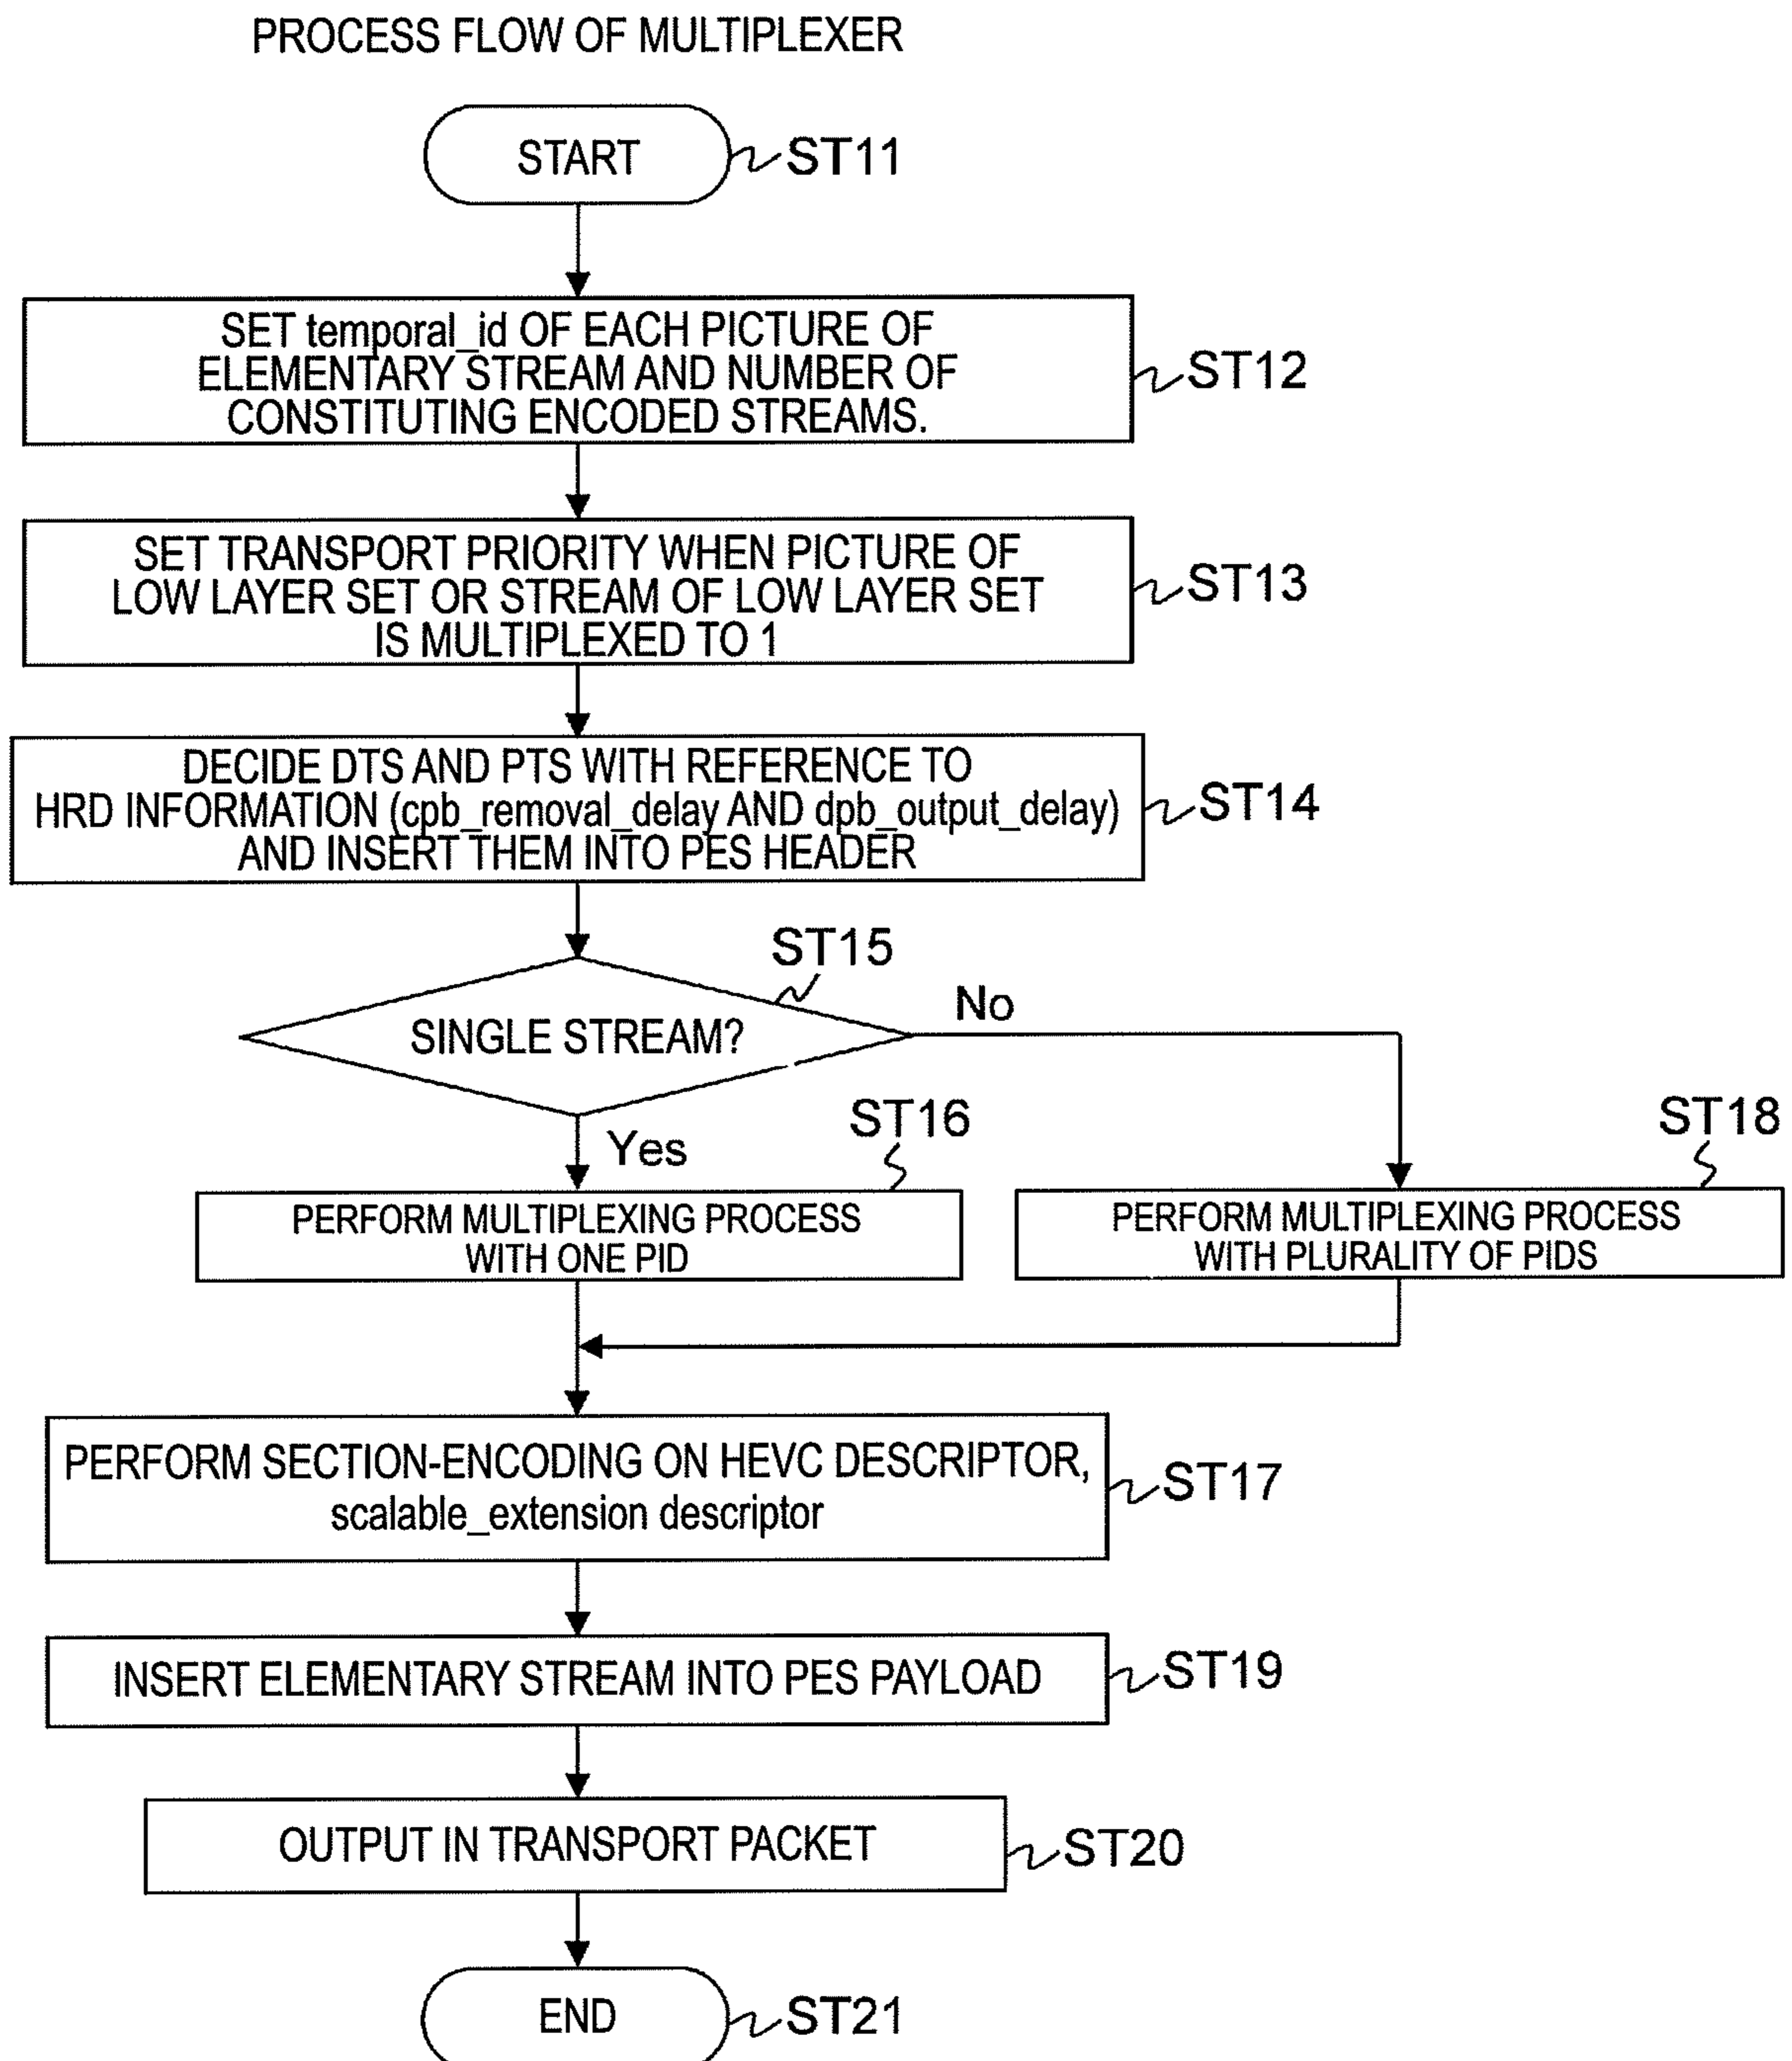 PROCESS FLOW OF MULTIPLEXER
START
ST11
SET temporal_id OF EACH PICTURE OF
ELEMENTARY STREAM AND NUMBER OF
CONSTITUTING ENCODED STREAMS.
ST12
SET TRANSPORT PRIORITY WHEN PICTURE OF
LOW LAYER SET OR STREAM OF LOW LAYER SET
IS MULTIPLEXED TO 1
ST13
DECIDE DTS AND PTS WITH REFERENCE TO
HRD INFORMATION (cpb_removal_delay AND dpb_output_delay)
AND INSERT THEM INTO PES HEADER
ST14
ST15
SINGLE STREAM?
No
Yes
ST16
PERFORM MULTIPLEXING PROCESS
WITH ONE PID
ST18
PERFORM MULTIPLEXING PROCESS
WITH PLURALITY OF PIDS
PERFORM SECTION-ENCODING ON HEVC DESCRIPTOR,
scalable_extension descriptor
ST17
INSERT ELEMENTARY STREAM INTO PES PAYLOAD
ST19
OUTPUT IN TRANSPORT PACKET
ST20
END
ST21